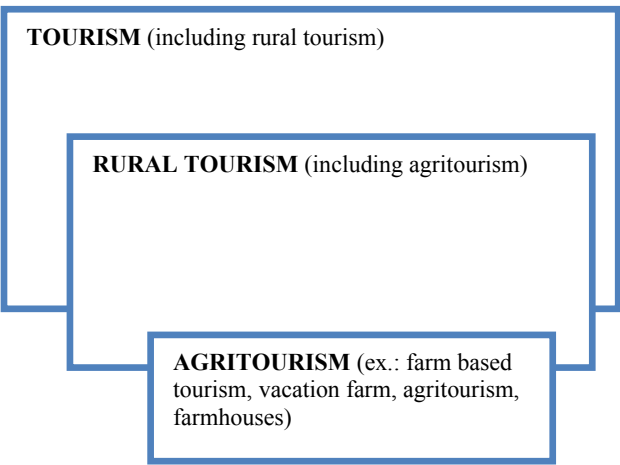 TOURISM (including rural tourism)
RURAL TOURISM (including agritourism)
AGRITOURISM (ex.: farm based
tourism, vacation farm, agritourism,
farmhouses)